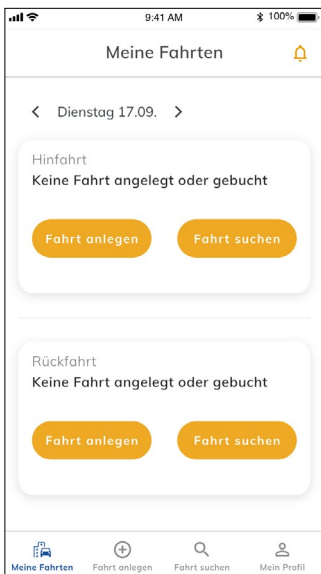 9:41 AM
100%
Meine Fahrten
Dienstag 17.09.
Hinfahrt
Keine Fahrt angelegt oder gebucht
Fahrt anlegen
Fahrt suchen
Rückfahrt
Keine Fahrt angelegt oder gebucht
Fahrt anlegen
Fahrt suchen
Meine Fahrten
Fahrt anlegen
Fahrt suchen
Mein Profil